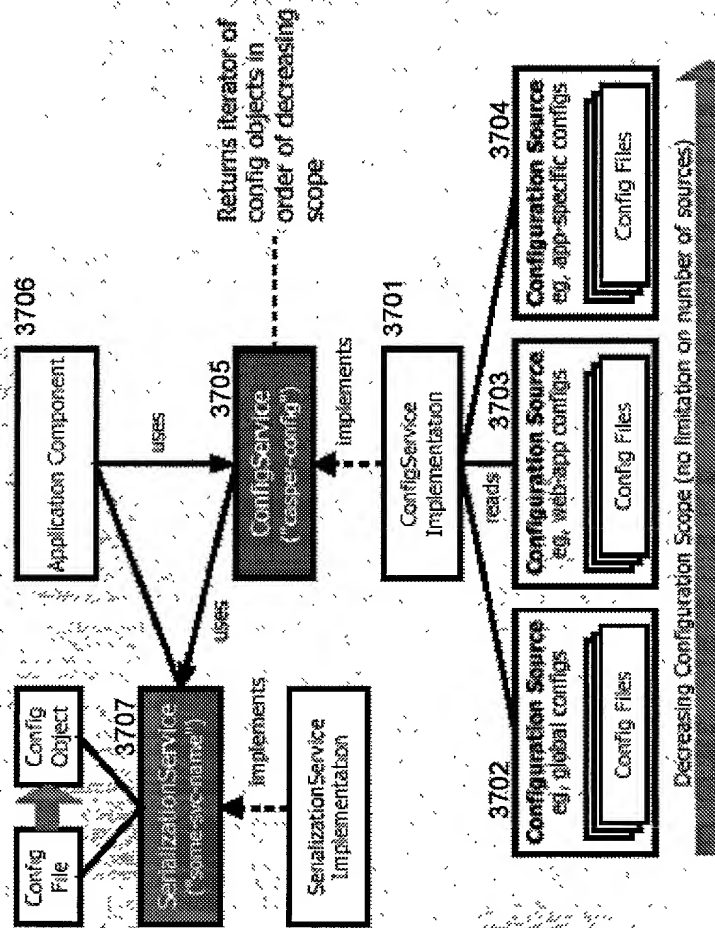 Config
File
Config
Object
3707
SerializationService
("some-svc-name")
implements
SerializationService
Implementation
3706
Application Component
uses
uses
3705
ConfigService
("casper-config")
Returns iterator of
config objects in
order of decreasing
scope
implements
3701
ConfigService
Implementation
reads
3702
Configuration Source
eg, global configs
Config Files
3703
Configuration Source
eg, web-app configs
Config Files
3704
Configuration Source
eg, app-specific configs
Config Files
Decreasing Configuration Scope (no limitation on number of sources)